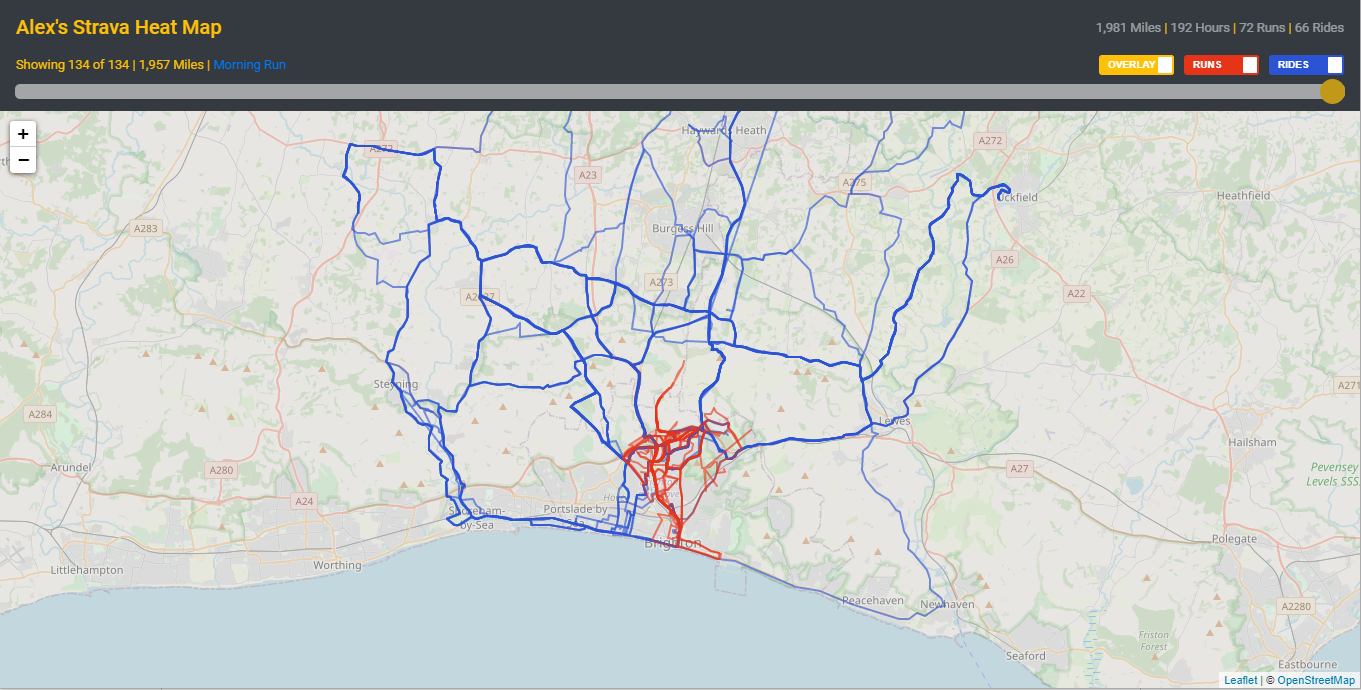 Alex's Strava Heat Map
1,981 Miles | 192 Hours | 72 Runs | 66 Rides
Showing 134 of 134 | 1,957 Miles | Morning Run
OVERLAY
RUNS
RIDES
+
−
Haywards Heath
A272
A272
A23
A275
Uckfield
Heathfield
A283
Burgess Hill
A26
A273
A22
A2037
Steyning
A271
A284
Lewes
Hailsham
Arundel
A280
A27
Pevensey
Levels SSS
A24
Shoreham-
by-Sea
Portslade by
Sea
Brighton
Polegate
Worthing
Littlehampton
Peacehaven
Newhaven
A2280
Friston
Forest
Seaford
Eastbourne
Leaflet | © OpenStreetMap